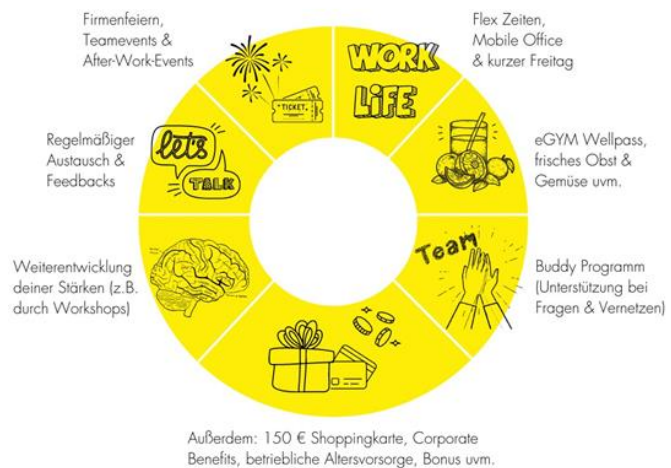 Firmenfeiern,
Teamevents &
After-Work-Events
Flex Zeiten,
Mobile Office
& kurzer Freitag
WORK
LiFE
TICKET
Regelmäßiger
Austausch &
Feedbacks
let's
TALK
eGYM Wellpass,
frisches Obst &
Gemüse uvm.
Weiterentwicklung
deiner Stärken (z.B.
durch Workshops)
Team
Buddy Programm
(Unterstützung bei
Fragen & Vernetzen)
Außerdem: 150 € Shoppingkarte, Corporate
Benefits, betriebliche Altersvorsorge, Bonus uvm.